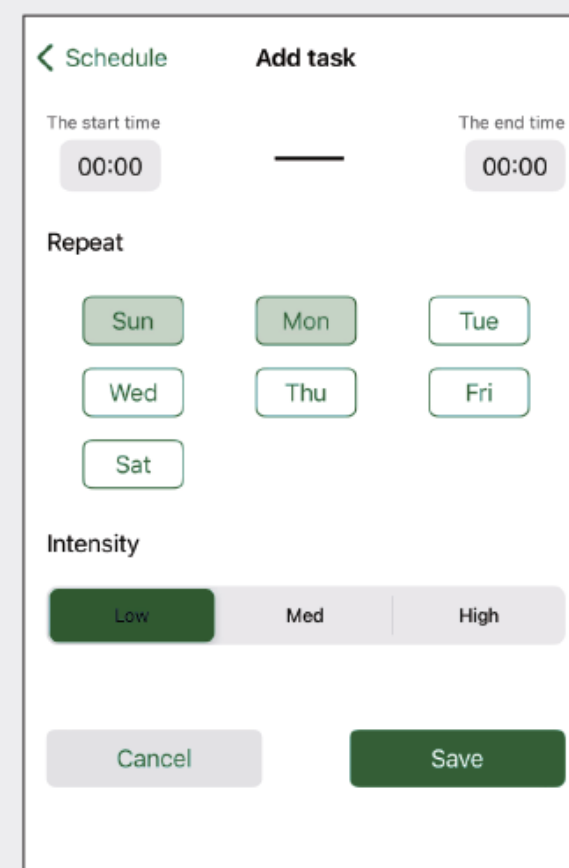 Schedule Add task
The start time The end time
00:00 00:00
Repeat
Sun Mon Tue
Wed Thu Fri
Sat
Intensity
Low Med High
Cancel Save